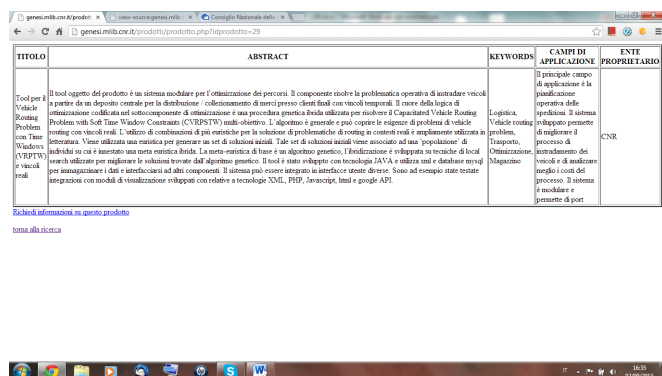 genesi.mlib.cnr.it/prodott
view-source:genesi.mlib.c
Consiglio Nazionale delle
genesi.mlib.cnr.it/prodotti/prodotto.php?idprodotto=29
TITOLO
ABSTRACT
KEYWORDS
CAMPI DI
APPLICAZIONE
ENTE
PROPRIETARIO
Tool per il
Vehicle
Routing
Problem
con Time
Windows
(VRPTW)
e vincoli
reali
Il tool oggetto del prodotto è un sistema modulare per l'ottimizzazione dei percorsi. Il componente risolve la problematica operativa di instradare veicoli
a partire da un deposito centrale per la distribuzione / collezionamento di merci presso clienti finali con vincoli temporali. Il cuore della logica di
ottimizzazione codificata nel sottocomponente di ottimizzazione è una procedura genetica ibrida utilizzata per risolvere il Capacitated Vehicle Routing
Problem with Soft Time Window Constraints (CVRPSTW) multi-obiettivo. L'algoritmo è generale e può coprire le esigenze di problemi di vehicle
routing con vincoli reali. L'utilizzo di combinazioni di più euristiche per la soluzione di problematiche di routing in contesti reali è ampliamente utilizzata in
letteratura. Viene utilizzata una euristica per generare un set di soluzioni iniziali. Tale set di soluzioni iniziali viene associato ad una 'popolazione' di
individui su cui è innestato una meta euristica ibrida. La meta-euristica di base è un algoritmo genetico, l'ibridizzazione è sviluppata su tecniche di local
search utilizzate per migliorare le soluzioni trovate dall'algoritmo genetico. Il tool è stato sviluppto con tecnologia JAVA e utilizza xml e database mysql
per immagazzinare i dati e interfacciarsi ad altri componenti. Il sistema può essere integrato in interfacce utente diverse. Sono ad esempio state testate
integrazioni con moduli di visualizzazione sviluppati con relative a tecnologie XML, PHP, Javascript, html e google API.
Logistica,
Vehicle routing
problem,
Trasporto,
Ottimizzazione,
Magazzino
Il principale campo
di applicazione è la
pianificazione
operativa delle
spedizioni. Il sistema
sviluppato permette
di migliorare il
processo di
instradamento dei
veicoli e di analizzare
meglio i costi del
processo. Il sistema
è modulare e
permette di port
CNR
Richiedi informazioni su questo prodotto
torna alla ricerca
IT
16:35